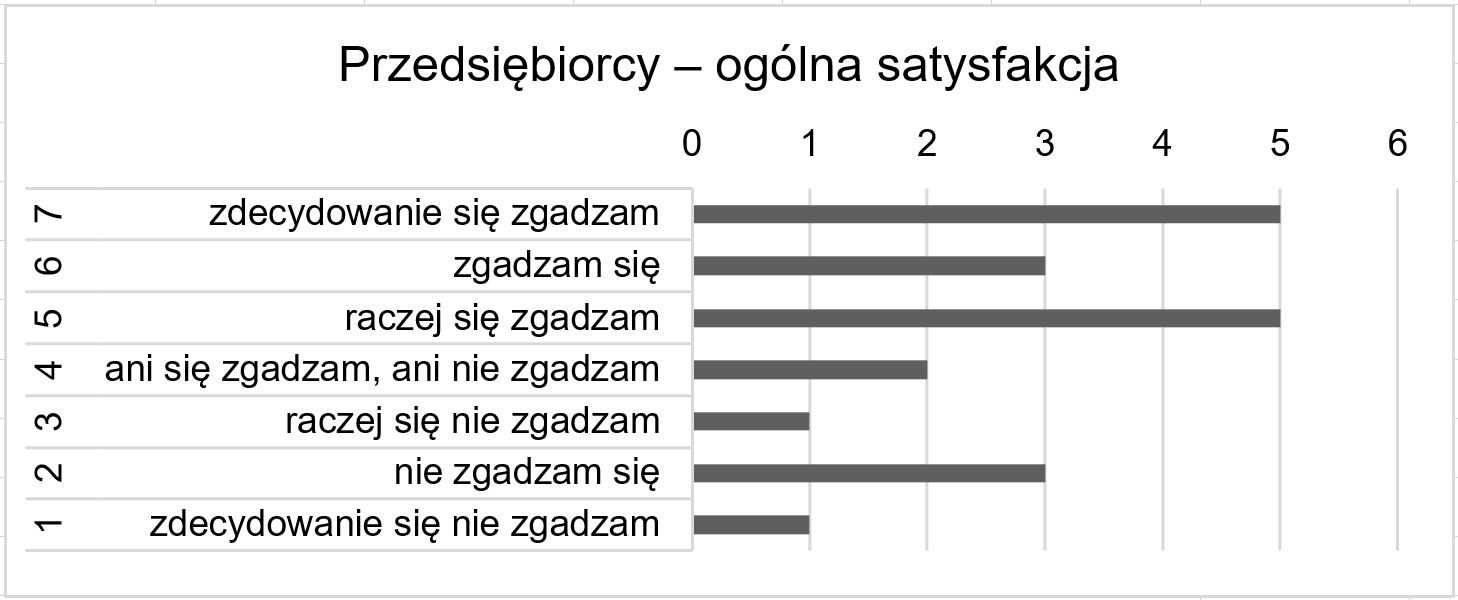 Przedsiębiorcy – ogólna satysfakcja
0 1 2 3 4 5 6
7 zdecydowanie się zgadzam
6 zgadzam się
5 raczej się zgadzam
4 ani się zgadzam, ani nie zgadzam
3 raczej się nie zgadzam
2 nie zgadzam się
1 zdecydowanie się nie zgadzam